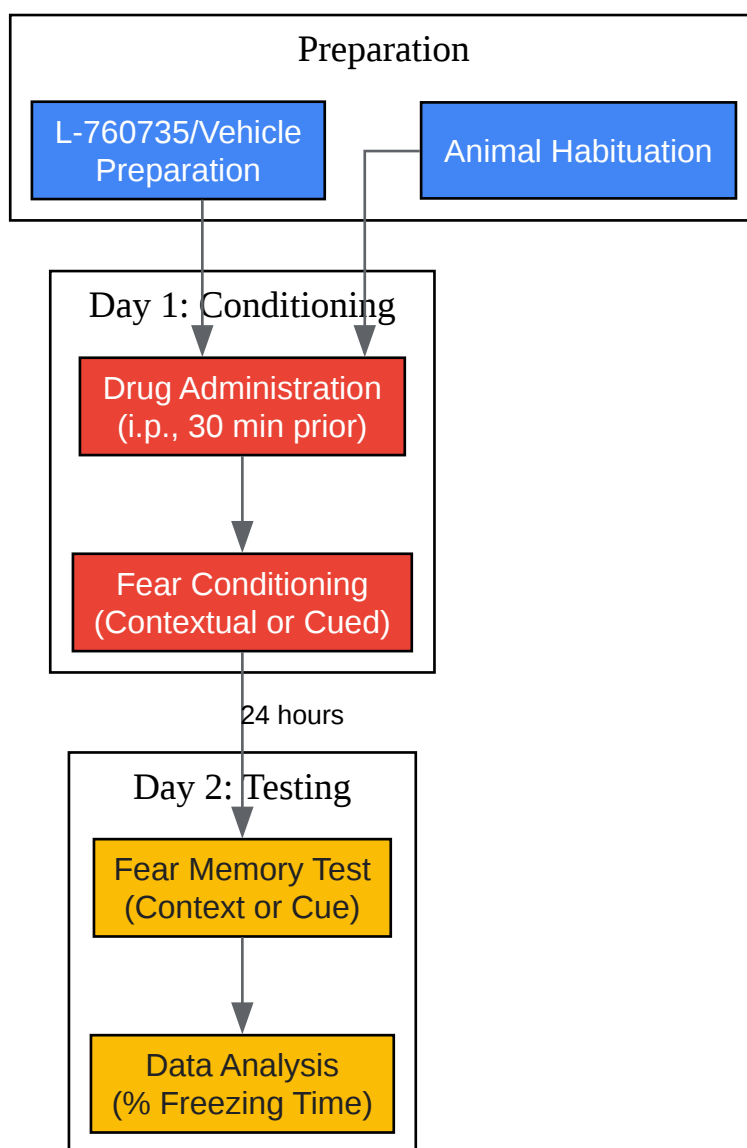 Preparation
L-760735/Vehicle
Preparation
Animal Habituation
Day 1: Conditioning
Drug Administration
(i.p., 30 min prior)
Fear Conditioning
(Contextual or Cued)
24 hours
Day 2: Testing
Fear Memory Test
(Context or Cue)
Data Analysis
(% Freezing Time)